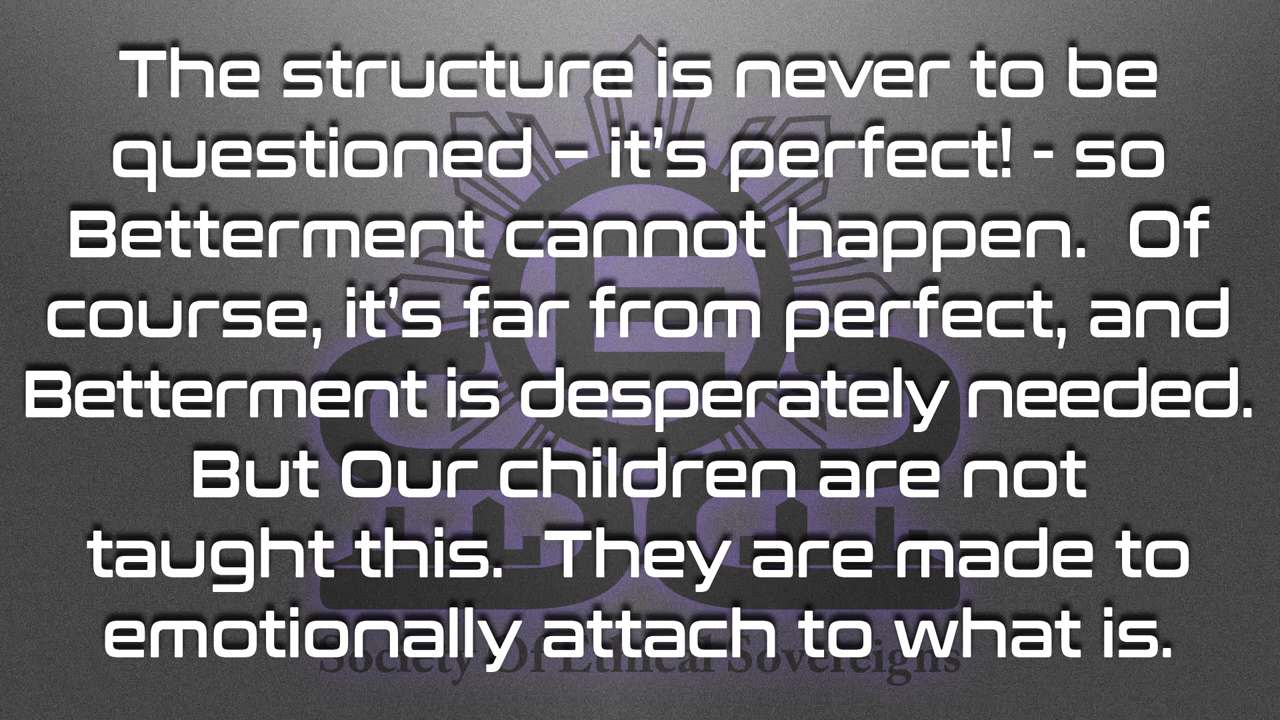 The structure is never to be
questioned – it's perfect! - so
Betterment cannot happen.  Of
course, it's far from perfect, and
Betterment is desperately needed.
But Our children are not
taught this.  They are made to
emotionally attach to what is.
Society Of Ethical Sovereigns